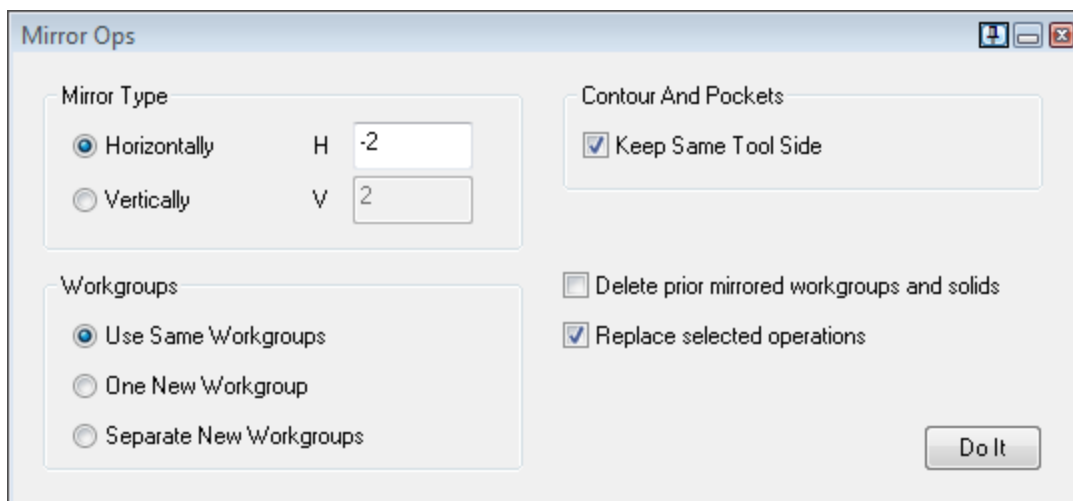 Mirror Ops
Mirror Type
Horizontally H -2
Vertically V 2
Contour And Pockets
Keep Same Tool Side
Workgroups
Use Same Workgroups
One New Workgroup
Separate New Workgroups
Delete prior mirrored workgroups and solids
Replace selected operations
Do It